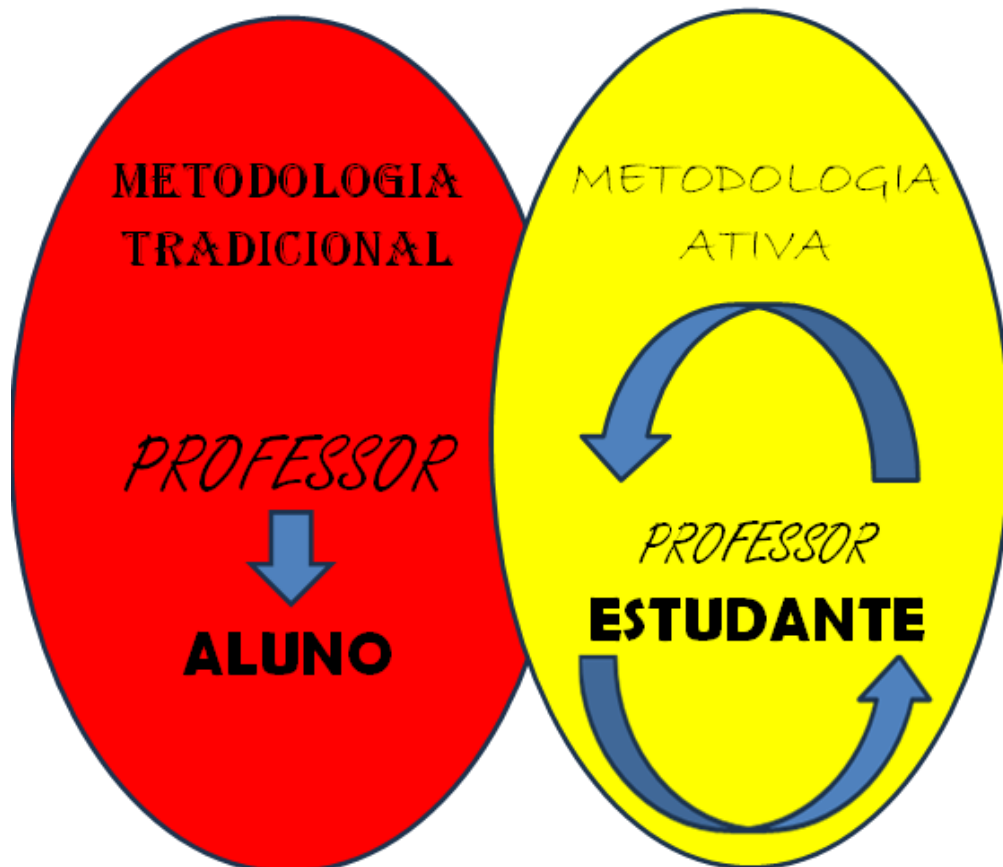 METODOLOGIA
TRADICIONAL
PROFESSOR
ALUNO
METODOLOGIA
ATIVA
PROFESSOR
ESTUDANTE